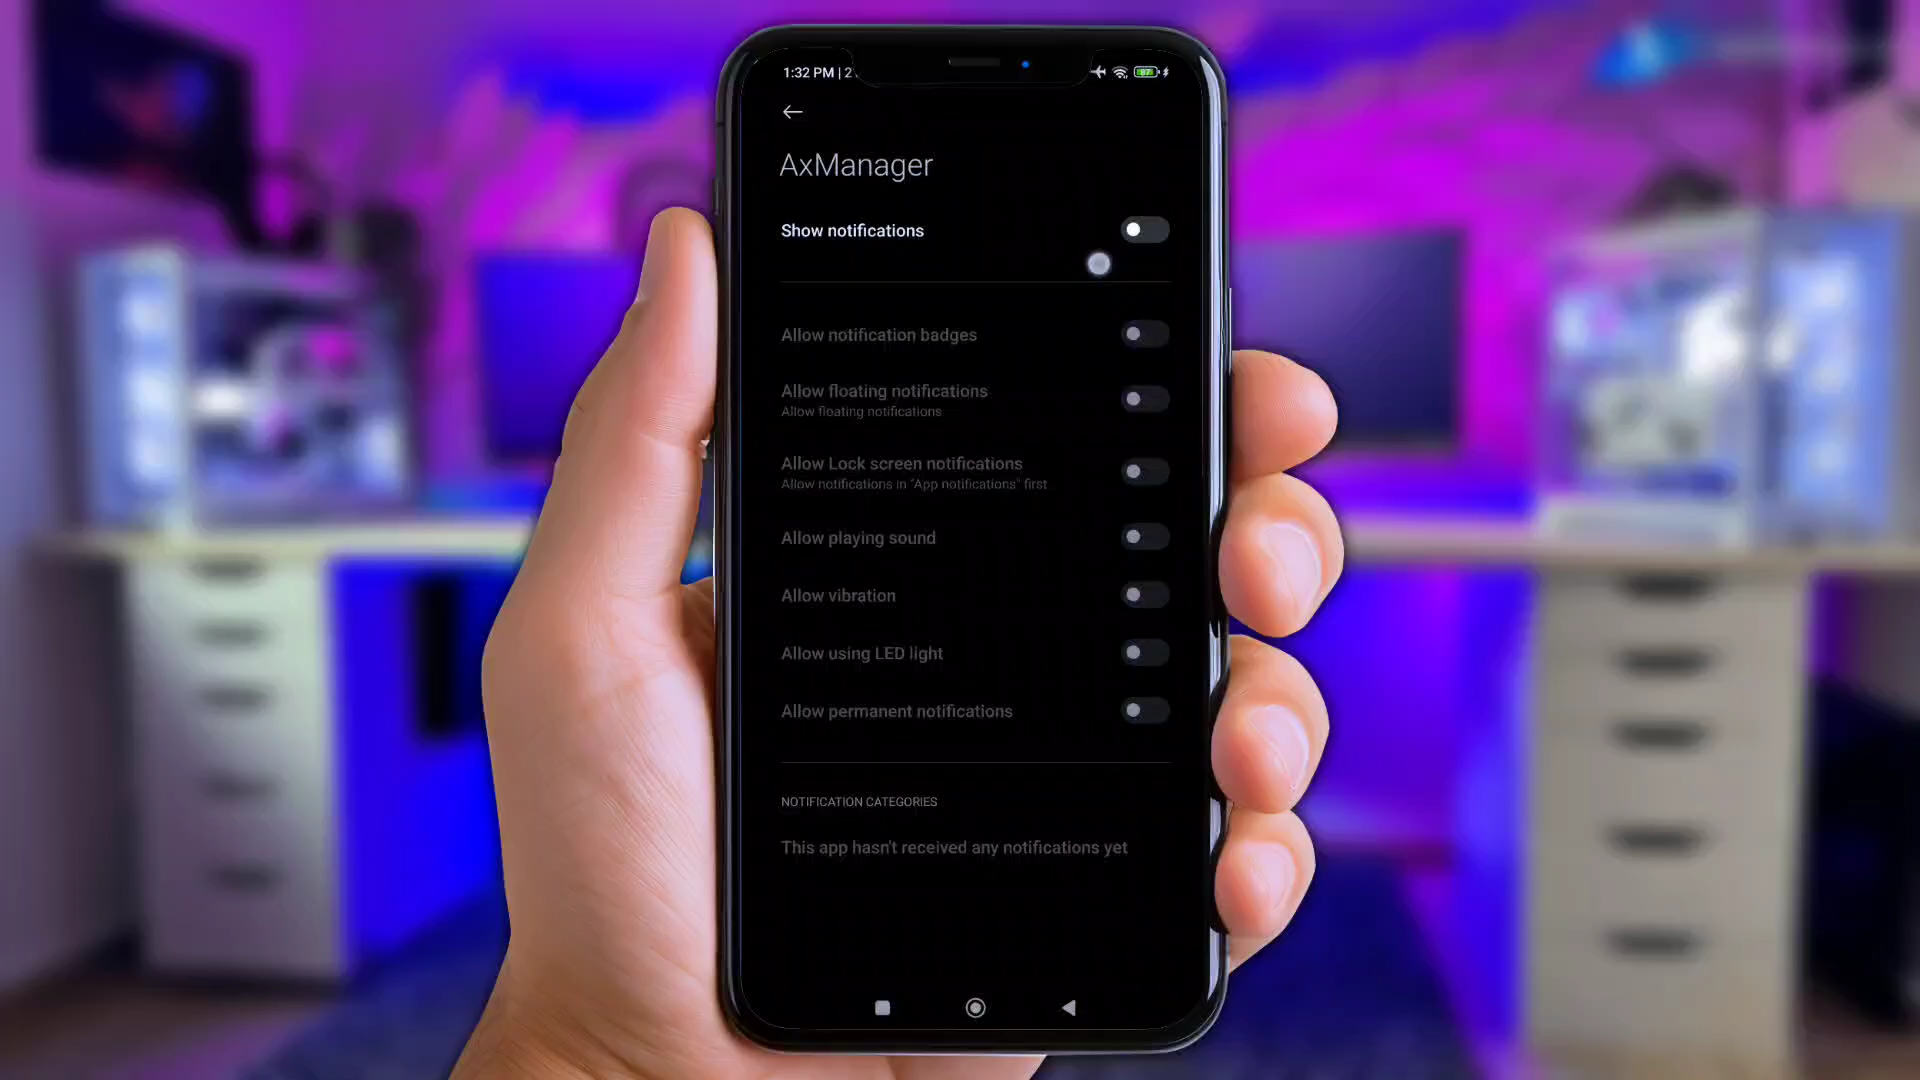 1:32 PM | 2
87
AxManager
Show notifications
Allow notification badges
Allow floating notifications
Allow floating notifications
Allow Lock screen notifications
Allow notifications in "App notifications" first
Allow playing sound
Allow vibration
Allow using LED light
Allow permanent notifications
NOTIFICATION CATEGORIES
This app hasn't received any notifications yet